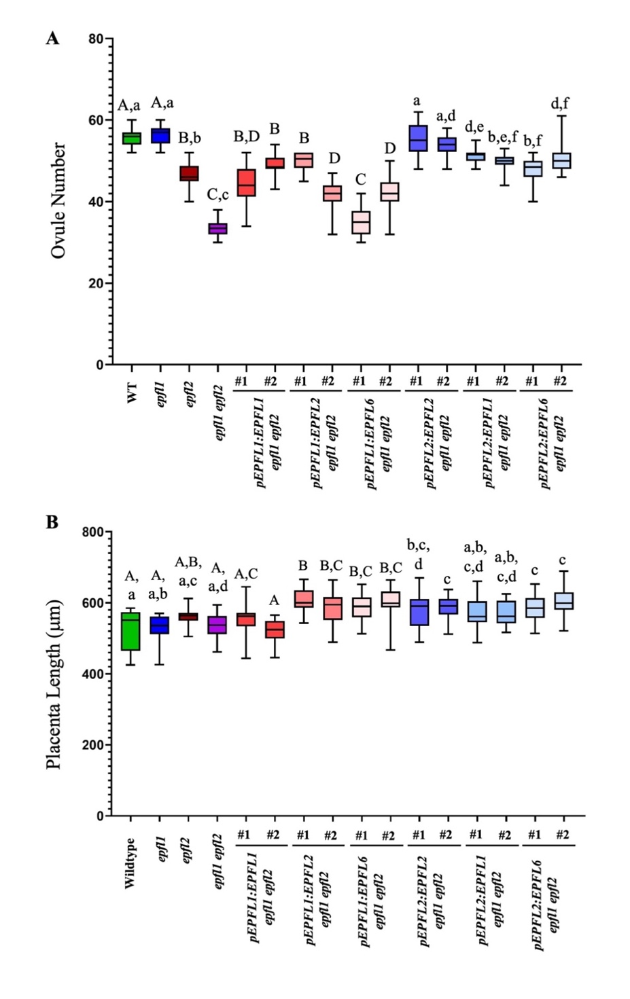 A
80
60
40
20
0
Ovule Number
A,a
A,a
B,b
C,c
B,D
B
B
D
C
D
a
a,d
d,e
b,e,f
b,f
d,f
WT
epfl1
epfl2
epfl1 epfl2
#1 #2
pEPFL1:EPFL1
epfl1 epfl2
#1 #2
pEPFL1:EPFL2
epfl1 epfl2
#1 #2
pEPFL1:EPFL6
epfl1 epfl2
#1 #2
pEPFL2:EPFL2
epfl1 epfl2
#1 #2
pEPFL2:EPFL1
epfl1 epfl2
#1 #2
pEPFL2:EPFL6
epfl1 epfl2
B
800
600
400
200
0
Placenta Length (μm)
A,
a
A,
a,b
A,B,
a,c
A,
a,d
A,C
A
B
B,C
B,C
B,C
b,c,
d
c
a,b,
c,d
a,b,
c,d
c
c
Wildtype
epfl1
epfl2
epfl1 epfl2
#1 #2
pEPFL1:EPFL1
epfl1 epfl2
#1 #2
pEPFL1:EPFL2
epfl1 epfl2
#1 #2
pEPFL1:EPFL6
epfl1 epfl2
#1 #2
pEPFL2:EPFL2
epfl1 epfl2
#1 #2
pEPFL2:EPFL1
epfl1 epfl2
#1 #2
pEPFL2:EPFL6
epfl1 epfl2